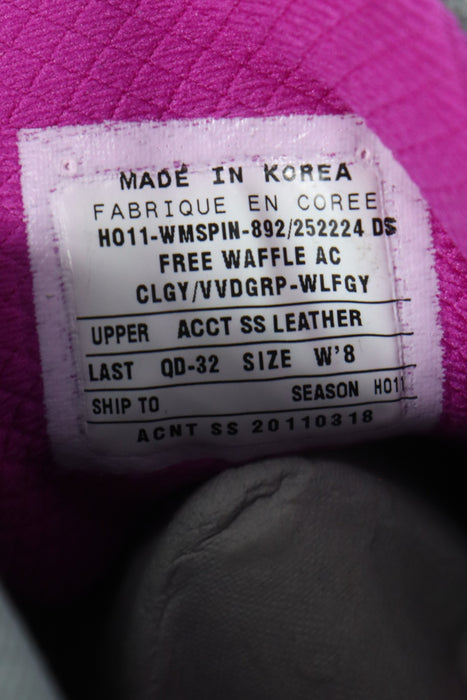 MADE IN KOREA
FABRIQUE EN COREE
HO11-WMSPIN-892/252224 DS
FREE WAFFLE AC
CLGY/VVDGRP-WLFGY
UPPER ACCT SS LEATHER
LAST QD-32 SIZE W'8
SHIP TO SEASON HO11
ACNT SS 20110318